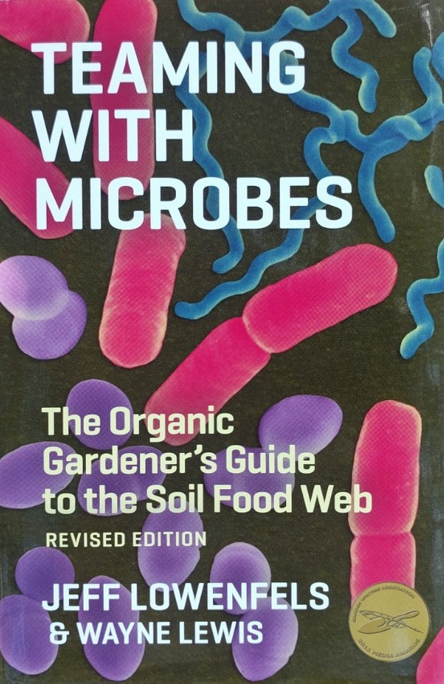 TEAMING
WITH
MICROBES
The Organic
Gardener's Guide
to the Soil Food Web
REVISED EDITION
JEFF LOWENFELS
& WAYNE LEWIS